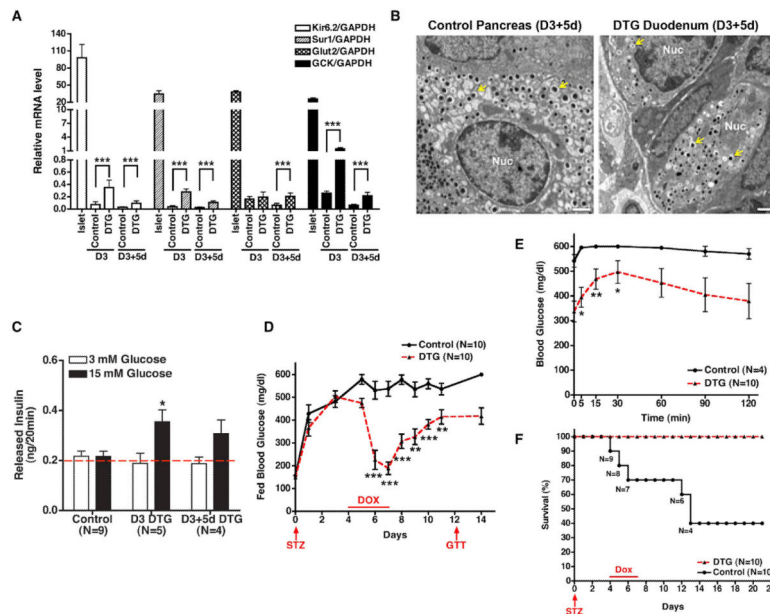 A
Kir6.2/GAPDH
Sur1/GAPDH
Glut2/GAPDH
GCK/GAPDH
Relative mRNA level
140
110
80
50
20
2
1
0.8
0.6
0.4
0.2
0.0
*** *** *** *** *** *** ***
Islet Control DTG Control DTG Islet Control DTG Control DTG Islet Control DTG Control DTG Islet Control DTG Control DTG
D3 D3+5d D3 D3+5d D3 D3+5d D3 D3+5d
B
Control Pancreas (D3+5d) DTG Duodenum (D3+5d)
Nuc
Nuc
Nuc
C
3 mM Glucose
15 mM Glucose
Released Insulin
(ng/20min)
0.6
0.4
0.2
0.0
*
Control D3 DTG D3+5d DTG
(N=9) (N=5) (N=4)
D
Control (N=10)
DTG (N=10)
Fed Blood Glucose (mg/dl)
600
500
400
300
200
100
0
*** *** *** ** *** **
DOX
0 2 4 6 8 10 12 14
Days
STZ GTT
E
Blood Glucose (mg/dl)
700
600
500
400
300
200
100
0
* ** *
Control (N=4)
DTG (N=10)
0 5 15 30 60 90 120
Time (min)
F
Survival (%)
100
90
80
70
60
50
40
30
20
10
0
N=9
N=8
N=7
N=6
N=4
DTG (N=10)
Control (N=10
Dox
0 2 4 6 8 10 12 14 16 18 20
Days
STZ